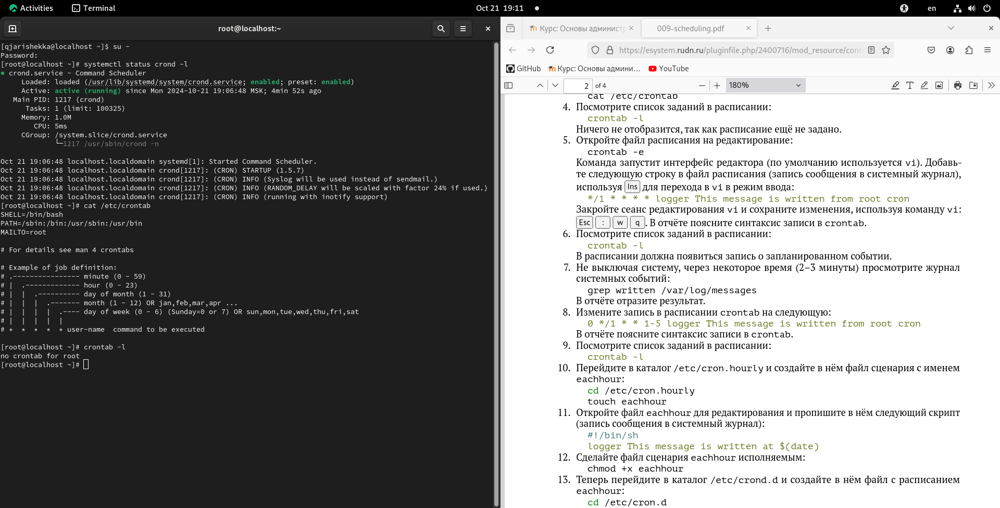 Activities Terminal Oct 21 19:11 en
root@localhost:~
[qjarishekka@localhost ~]$ su -
Password:
[root@localhost ~]# systemctl status crond -l
● crond.service - Command Scheduler
Loaded: loaded (/usr/lib/systemd/system/crond.service; enabled; preset: enabled)
Active: active (running) since Mon 2024-10-21 19:06:48 MSK; 4min 52s ago
Main PID: 1217 (crond)
Tasks: 1 (limit: 100325)
Memory: 1.0M
CPU: 5ms
CGroup: /system.slice/crond.service
└─1217 /usr/sbin/crond -n
Oct 21 19:06:48 localhost.localdomain systemd[1]: Started Command Scheduler.
Oct 21 19:06:48 localhost.localdomain crond[1217]: (CRON) STARTUP (1.5.7)
Oct 21 19:06:48 localhost.localdomain crond[1217]: (CRON) INFO (Syslog will be used instead of sendmail.)
Oct 21 19:06:48 localhost.localdomain crond[1217]: (CRON) INFO (RANDOM_DELAY will be scaled with factor 24% if used.)
Oct 21 19:06:48 localhost.localdomain crond[1217]: (CRON) INFO (running with inotify support)
[root@localhost ~]# cat /etc/crontab
SHELL=/bin/bash
PATH=/sbin:/bin:/usr/sbin:/usr/bin
MAILTO=root
# For details see man 4 crontabs
# Example of job definition:
# .---------------- minute (0 - 59)
# | .------------- hour (0 - 23)
# | | .---------- day of month (1 - 31)
# | | | .------- month (1 - 12) OR jan,feb,mar,apr ...
# | | | | .---- day of week (0 - 6) (Sunday=0 or 7) OR sun,mon,tue,wed,thu,fri,sat
# | | | | |
# * * * * * user-name command to be executed
[root@localhost ~]# crontab -l
no crontab for root
[root@localhost ~]#
Курс: Основы администр 009-scheduling.pdf
https://esystem.rudn.ru/pluginfile.php/2400716/mod_resource/conte
GitHub Курс: Основы админи… YouTube
2 of 4 180%
cat /etc/crontab
4. Посмотрите список заданий в расписании:
crontab -l
Ничего не отобразится, так как расписание ещё не задано.
5. Откройте файл расписания на редактирование:
crontab -e
Команда запустит интерфейс редактора (по умолчанию используется vi). Добавь-
те следующую строку в файл расписания (запись сообщения в системный журнал),
используя Ins для перехода в vi в режим ввода:
*/1 * * * * logger This message is written from root cron
Закройте сеанс редактирования vi и сохраните изменения, используя команду vi:
Esc : w q. В отчёте поясните синтаксис записи в crontab.
6. Посмотрите список заданий в расписании:
crontab -l
В расписании должна появиться запись о запланированном событии.
7. Не выключая систему, через некоторое время (2–3 минуты) просмотрите журнал
системных событий:
grep written /var/log/messages
В отчёте отразите результат.
8. Измените запись в расписании crontab на следующую:
0 */1 * * 1-5 logger This message is written from root cron
В отчёте поясните синтаксис записи в crontab.
9. Посмотрите список заданий в расписании:
crontab -l
10. Перейдите в каталог /etc/cron.hourly и создайте в нём файл сценария с именем
eachhour:
cd /etc/cron.hourly
touch eachhour
11. Откройте файл eachhour для редактирования и пропишите в нём следующий скрипт
(запись сообщения в системный журнал):
#!/bin/sh
logger This message is written at $(date)
12. Сделайте файл сценария eachhour исполняемым:
chmod +x eachhour
13. Теперь перейдите в каталог /etc/crond.d и создайте в нём файл с расписанием
eachhour:
cd /etc/cron.d